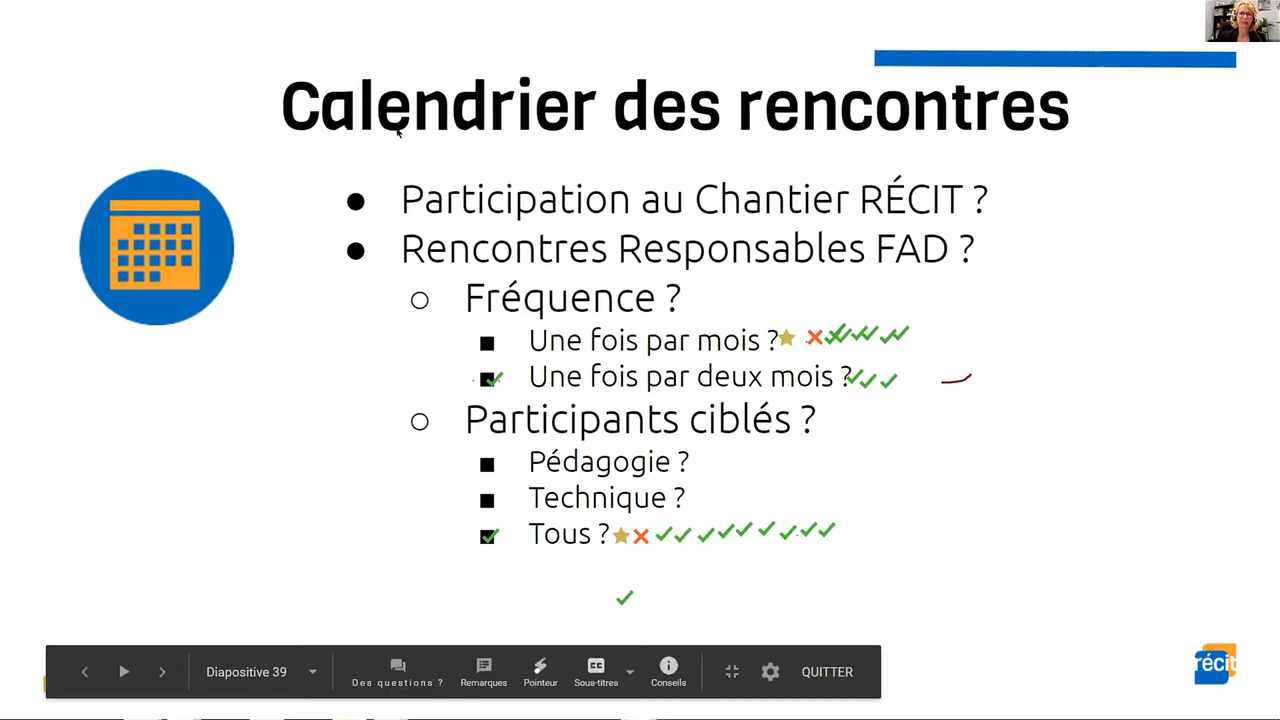 Calendrier des rencontres
● Participation au Chantier RÉCIT ?
● Rencontres Responsables FAD ?
○ Fréquence ?
■ Une fois par mois ?
■ Une fois par deux mois ?
○ Participants ciblés ?
■ Pédagogie ?
■ Technique ?
■ Tous ?
Diapositive 39
Des questions ?
Remarques
Pointeur
Sous-titres
Conseils
QUITTER
récit